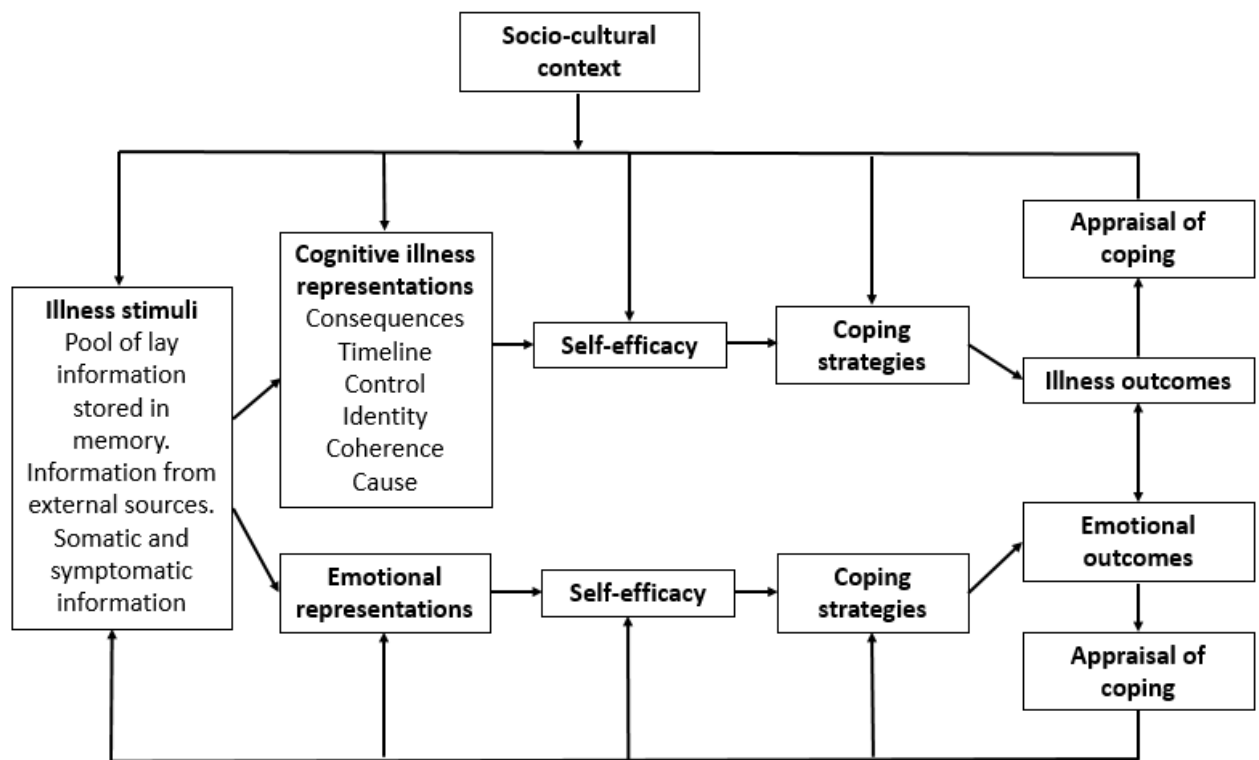 Socio-cultural
context
Appraisal of
coping
Cognitive illness
representations
Consequences
Timeline
Control
Identity
Coherence
Cause
Illness stimuli
Pool of lay
information
stored in
memory.
Information from
external sources.
Somatic and
symptomatic
information
Self-efficacy
Coping
strategies
Illness outcomes
Emotional
representations
Self-efficacy
Coping
strategies
Emotional
outcomes
Appraisal of
coping